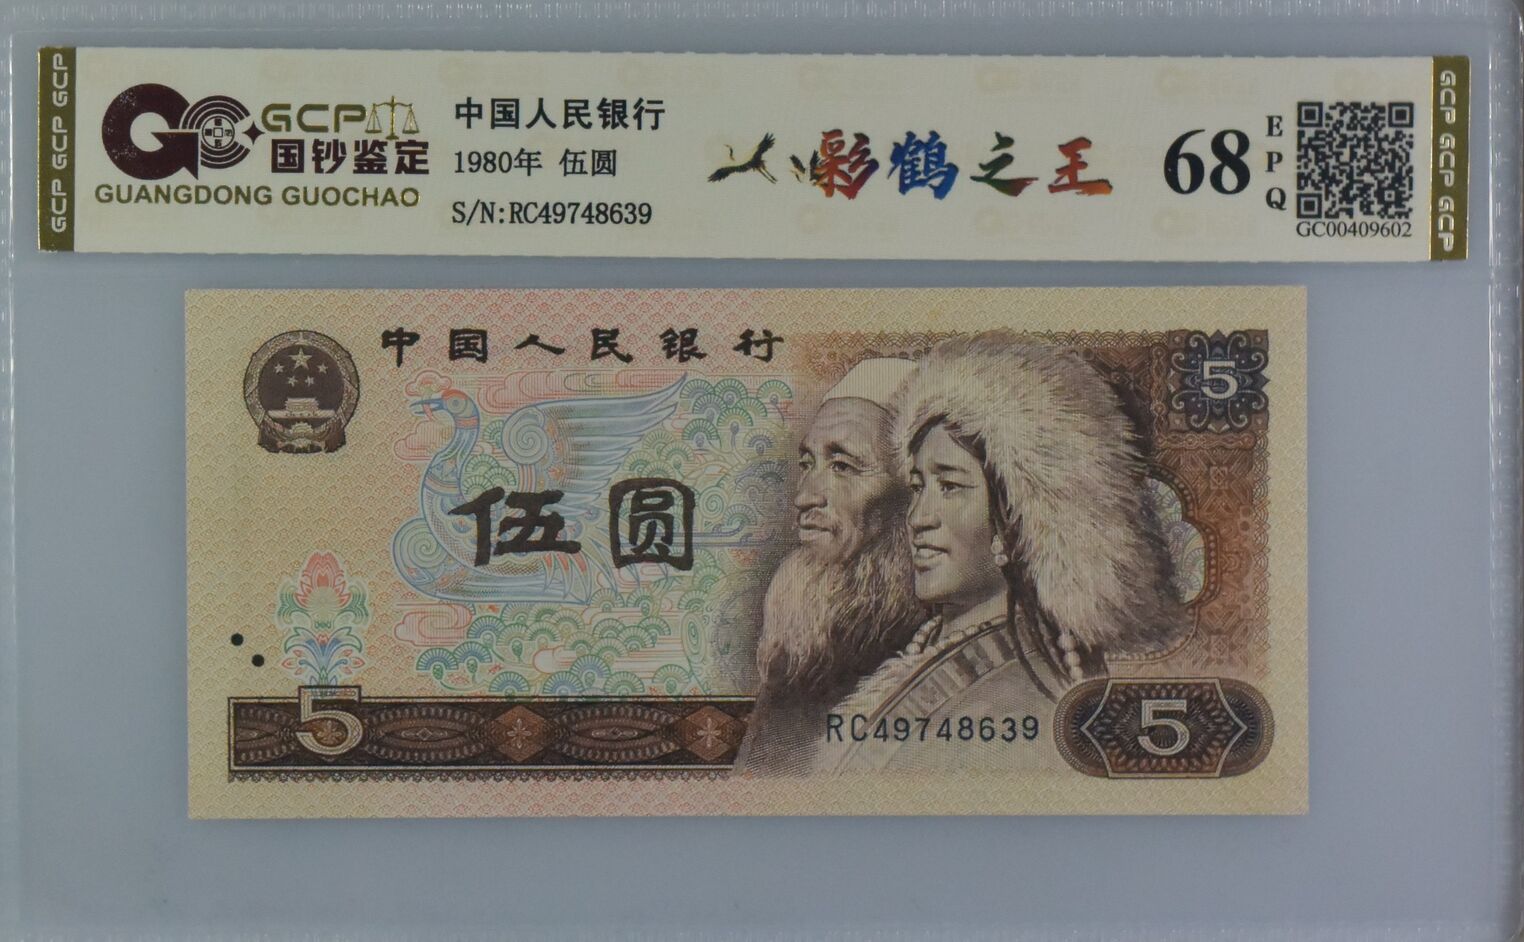 GCP GCP GCP
GCP
国钞鉴定
GUANGDONG GUOCHAO
中国人民银行
1980年 伍圆
S/N:RC49748639
彩鹤之王
68
EPQ
GC00409602
GCP GCP GCP
中国人民银行
5
伍圆
5
RC49748639
5